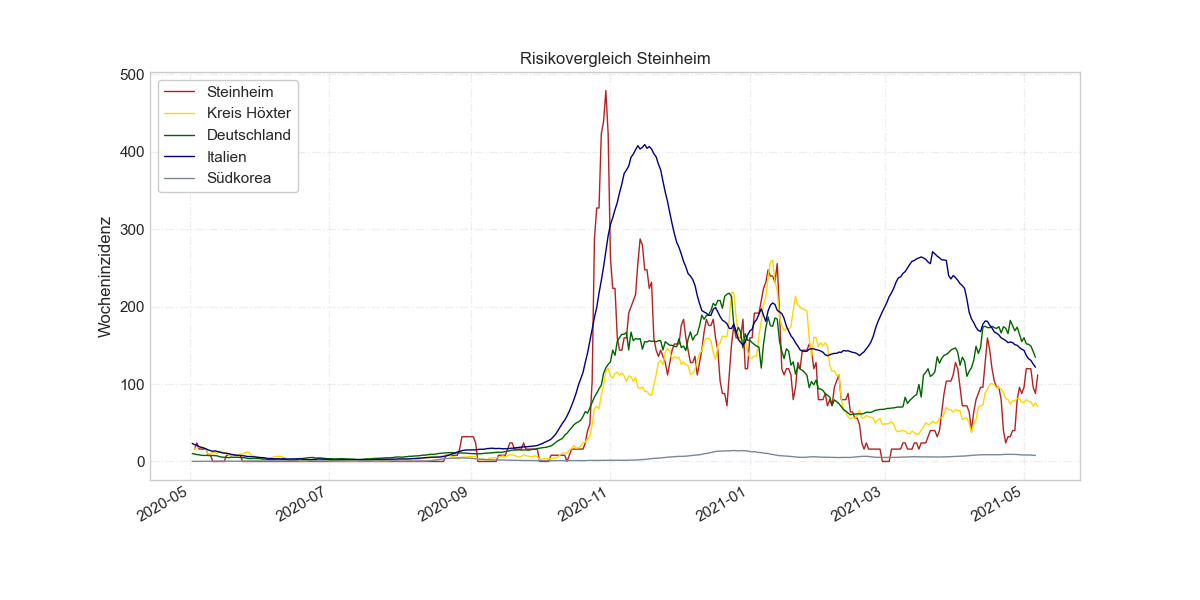 Risikovergleich Steinheim
Wocheninzidenz
500
400
300
200
100
0
Steinheim
Kreis Höxter
Deutschland
Italien
Südkorea
2020-05
2020-07
2020-09
2020-11
2021-01
2021-03
2021-05